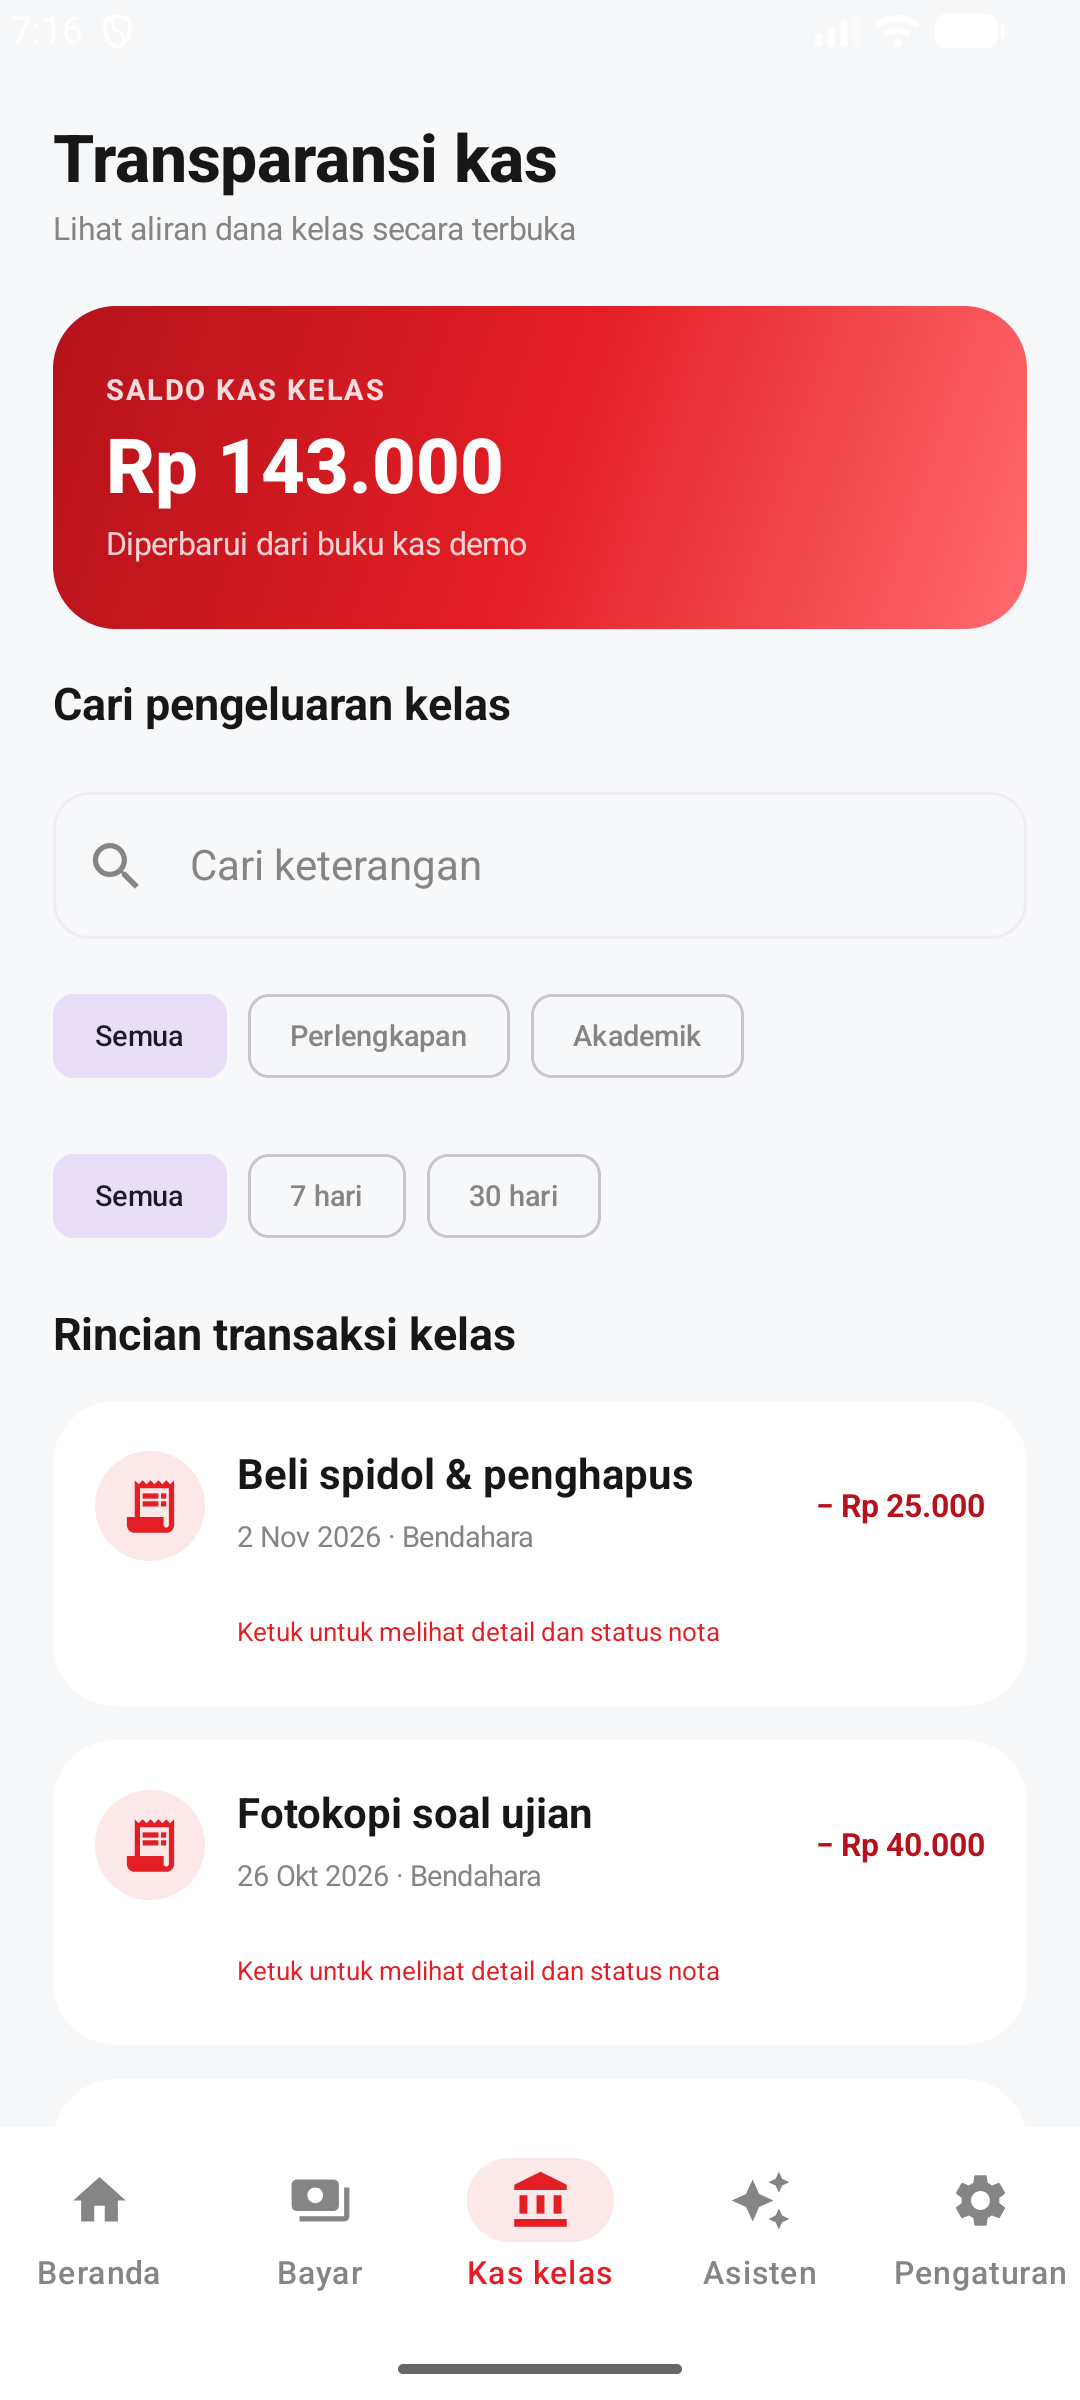 7:16
Transparansi kas
Lihat aliran dana kelas secara terbuka
SALDO KAS KELAS
Rp 143.000
Diperbarui dari buku kas demo
Cari pengeluaran kelas
Cari keterangan
Semua Perlengkapan Akademik
Semua 7 hari 30 hari
Rincian transaksi kelas
Beli spidol & penghapus
− Rp 25.000
2 Nov 2026 · Bendahara
Ketuk untuk melihat detail dan status nota
Fotokopi soal ujian
− Rp 40.000
26 Okt 2026 · Bendahara
Ketuk untuk melihat detail dan status nota
Beranda Bayar Kas kelas Asisten Pengaturan